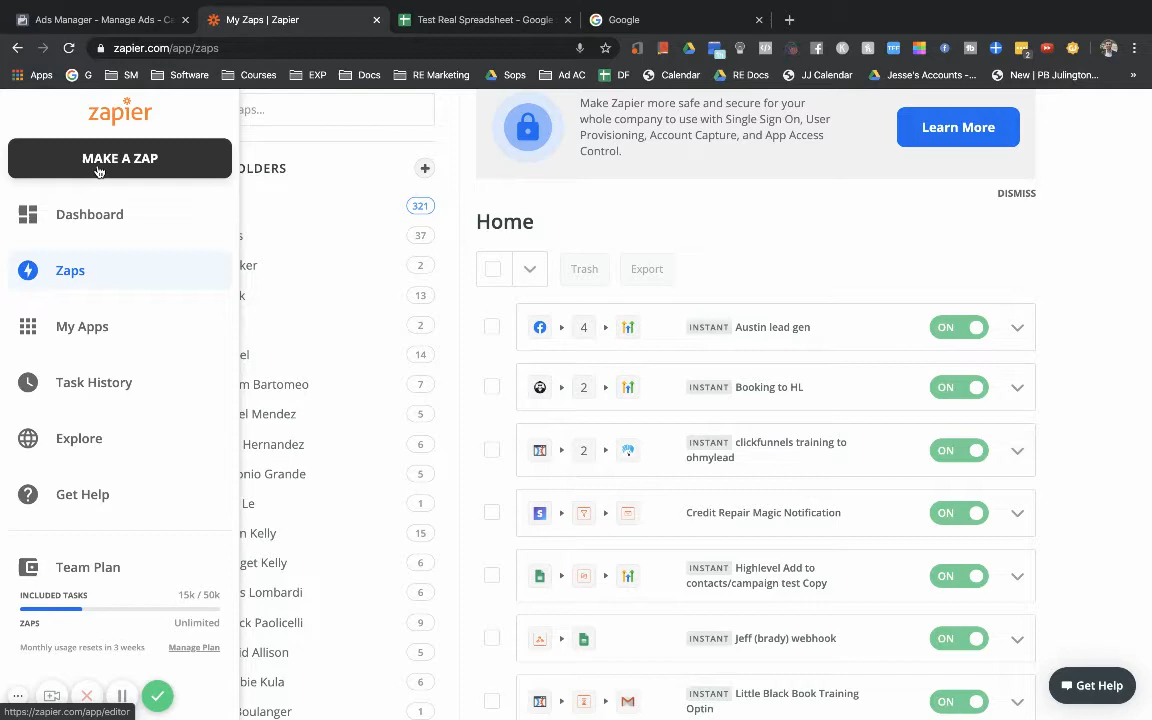 Ads Manager - Manage Ads - Ca
My Zaps | Zapier
Test Real Spreadsheet - Google
Google
zapier.com/app/zaps
Apps
G
SM
Software
Courses
EXP
Docs
RE Marketing
Sops
Ad AC
DF
Calendar
RE Docs
JJ Calendar
Jesse's Accounts -...
New | PB Julington...
»
zapier
MAKE A ZAP
Dashboard
Zaps
My Apps
Task History
Explore
Get Help
Team Plan
INCLUDED TASKS 15k / 50k
ZAPS Unlimited
Monthly usage resets in 3 weeks Manage Plan
https://zapier.com/app/editor
aps...
OLDERS
321
s 37
ker 2
k 13
2
el 14
m Bartomeo 7
el Mendez 5
Hernandez 6
onio Grande 5
Le 1
n Kelly 15
get Kelly 6
s Lombardi 6
ck Paolicelli 9
id Allison 5
bie Kula 6
Boulanger 1
Make Zapier more safe and secure for your
whole company to use with Single Sign On, User
Provisioning, Account Capture, and App Access
Control.
Learn More
DISMISS
Home
Trash
Export
4 INSTANT Austin lead gen ON
2 INSTANT Booking to HL ON
2 INSTANT clickfunnels training to
ohmylead
ON
Credit Repair Magic Notification ON
INSTANT Highlevel Add to
contacts/campaign test Copy
ON
INSTANT Jeff (brady) webhook ON
INSTANT Little Black Book Training
Optin
ON
Get Help